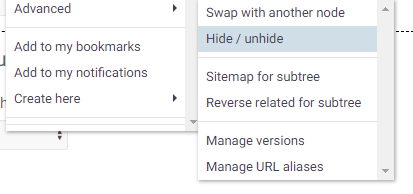 Advanced
Add to my bookmarks
Add to my notifications
Create here
Swap with another node
Hide / unhide
Sitemap for subtree
Reverse related for subtree
Manage versions
Manage URL aliases